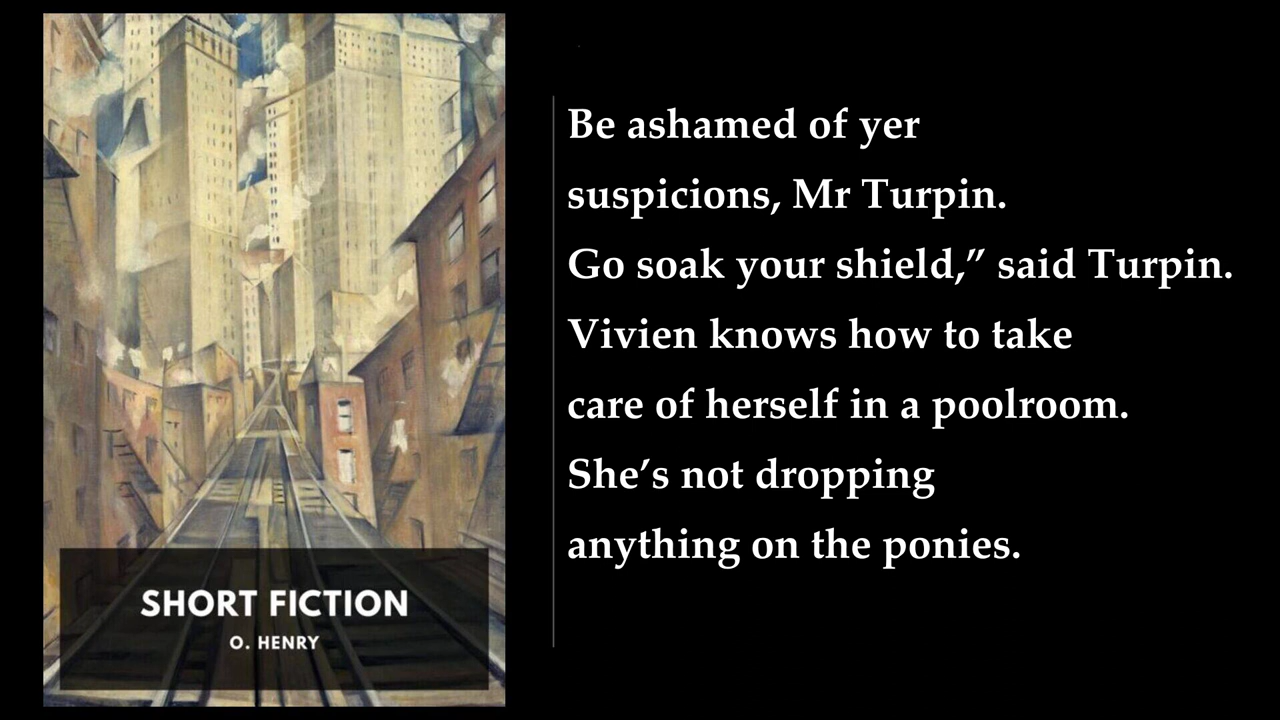 SHORT FICTION
O. HENRY
Be ashamed of yer
suspicions, Mr Turpin.
Go soak your shield,” said Turpin.
Vivien knows how to take
care of herself in a poolroom.
She’s not dropping
anything on the ponies.